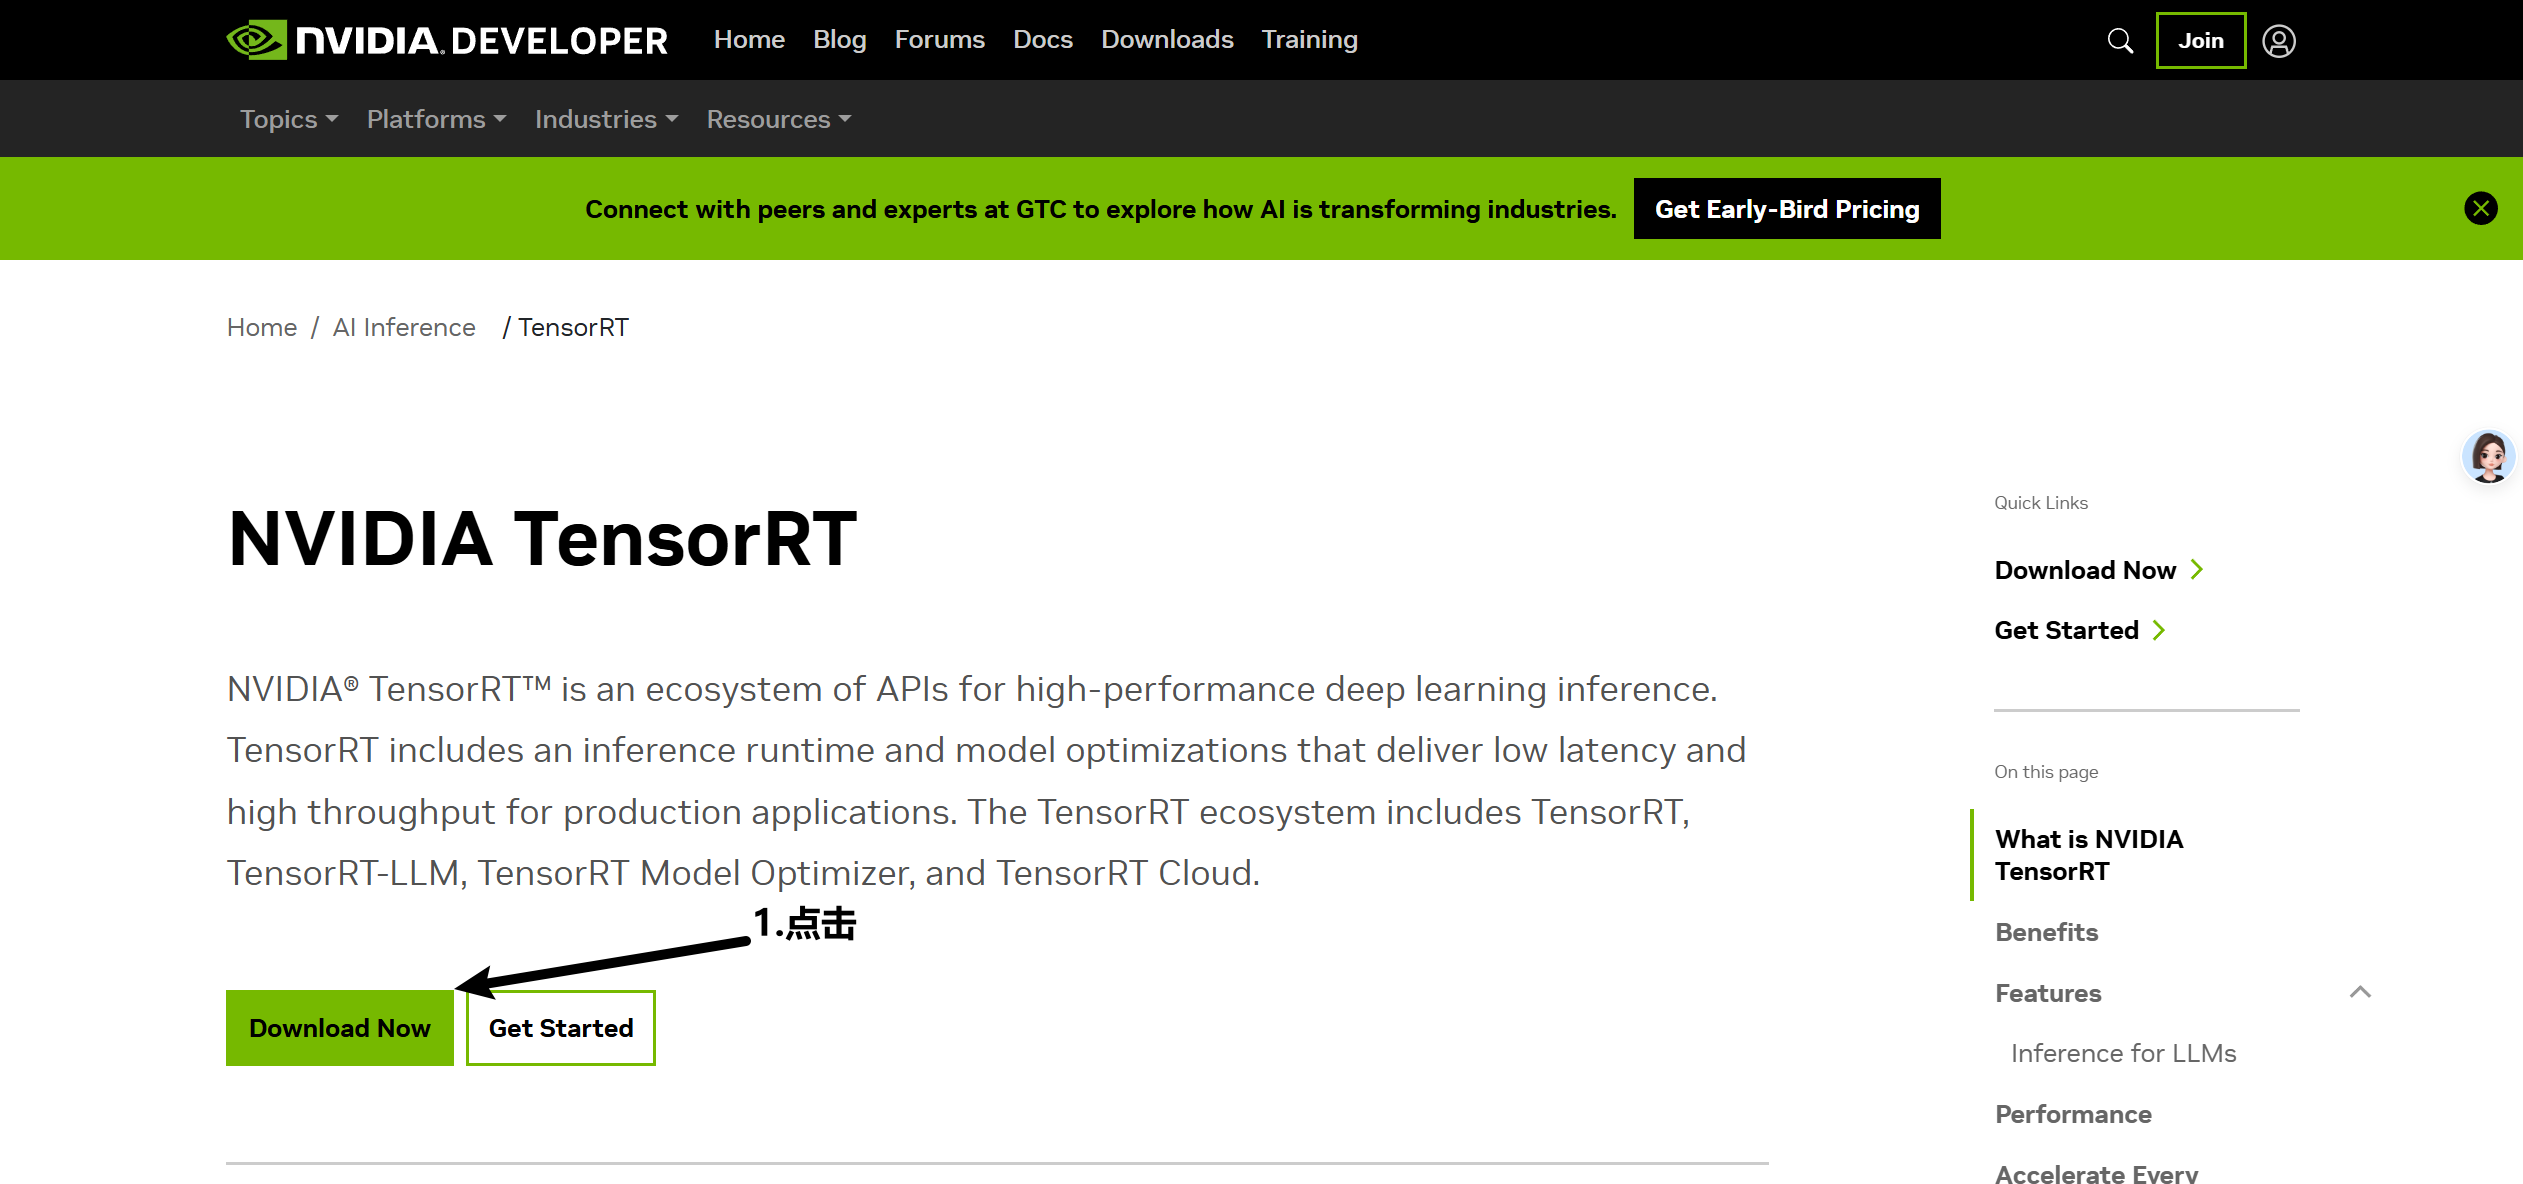 NVIDIA. DEVELOPER
Home Blog Forums Docs Downloads Training
Join
Topics Platforms Industries Resources
Connect with peers and experts at GTC to explore how AI is transforming industries.
Get Early-Bird Pricing
Home / AI Inference / TensorRT
NVIDIA TensorRT
NVIDIA® TensorRT™ is an ecosystem of APIs for high-performance deep learning inference.
TensorRT includes an inference runtime and model optimizations that deliver low latency and
high throughput for production applications. The TensorRT ecosystem includes TensorRT,
TensorRT-LLM, TensorRT Model Optimizer, and TensorRT Cloud.
1.点击
Download Now
Get Started
Quick Links
Download Now
Get Started
On this page
What is NVIDIA
TensorRT
Benefits
Features
Inference for LLMs
Performance
Accelerate Every